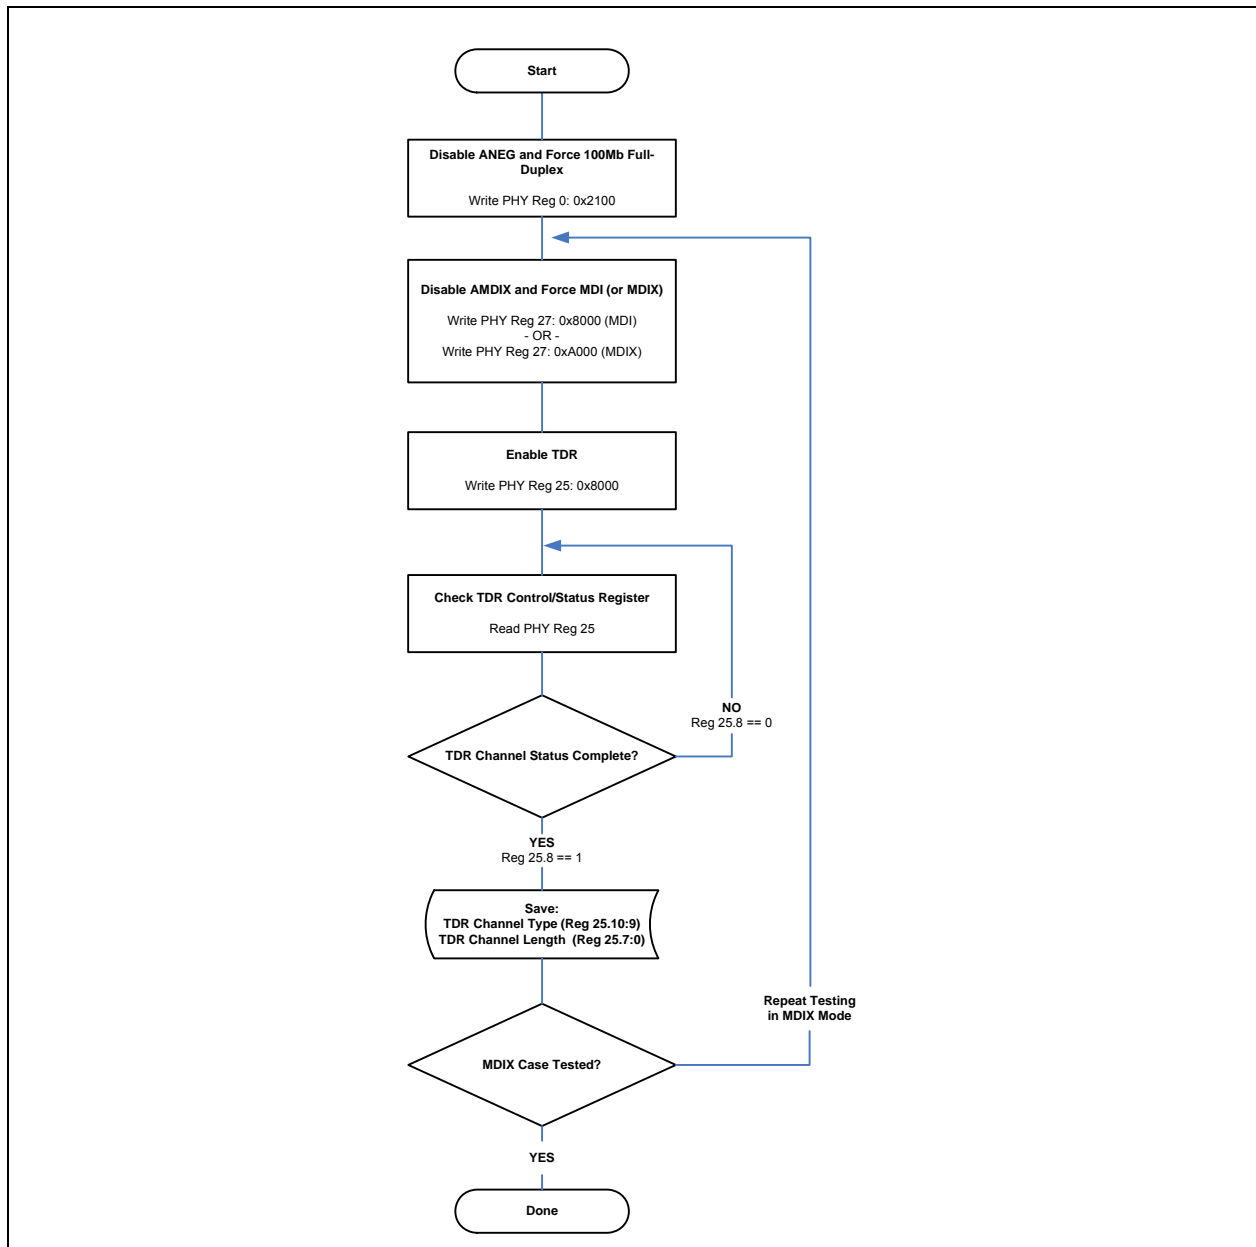 Start
Disable ANEG and Force 100Mb Full-
Duplex
Write PHY Reg 0: 0x2100
Disable AMDIX and Force MDI (or MDIX)
Write PHY Reg 27: 0x8000 (MDI)
- OR -
Write PHY Reg 27: 0xA000 (MDIX)
Enable TDR
Write PHY Reg 25: 0x8000
Check TDR Control/Status Register
Read PHY Reg 25
NO
Reg 25.8 == 0
TDR Channel Status Complete?
YES
Reg 25.8 == 1
Save:
TDR Channel Type (Reg 25.10:9)
TDR Channel Length (Reg 25.7:0)
Repeat Testing
in MDIX Mode
MDIX Case Tested?
YES
Done